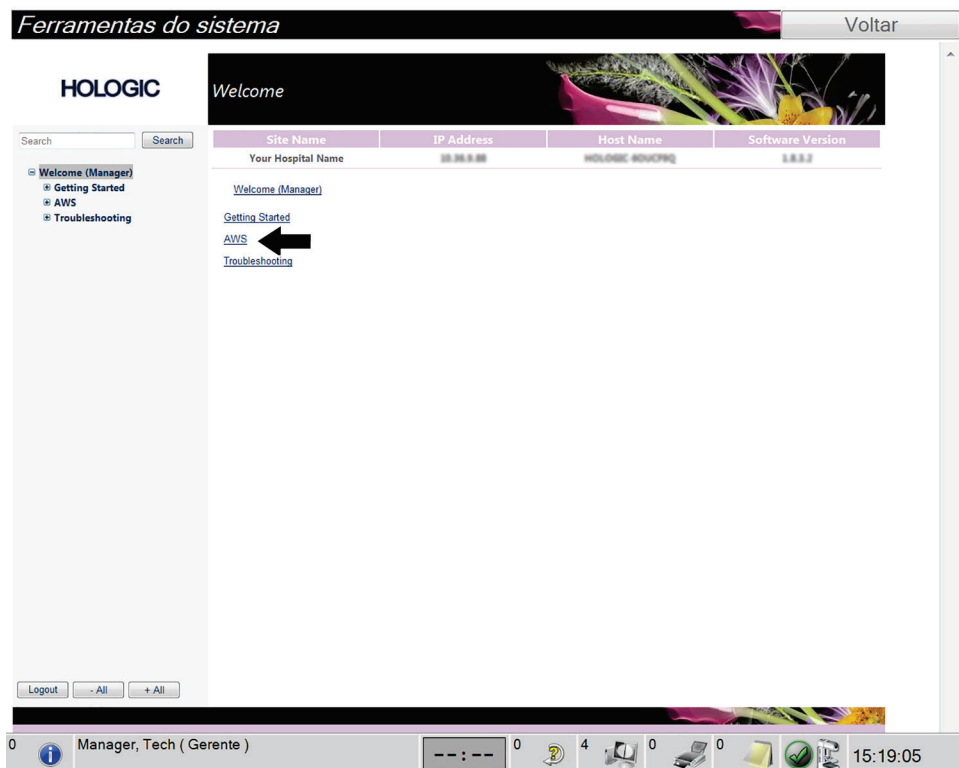 Ferramentas do sistema
Voltar
HOLOGIC
Welcome
Search
Search
Site Name
IP Address
Host Name
Software Version
Your Hospital Name
Welcome (Manager)
Getting Started
AWS
Troubleshooting
Welcome (Manager)
Getting Started
AWS
Troubleshooting
Logout
- All
+ All
0
Manager, Tech ( Gerente )
--:--
0
4
0
0
15:19:05